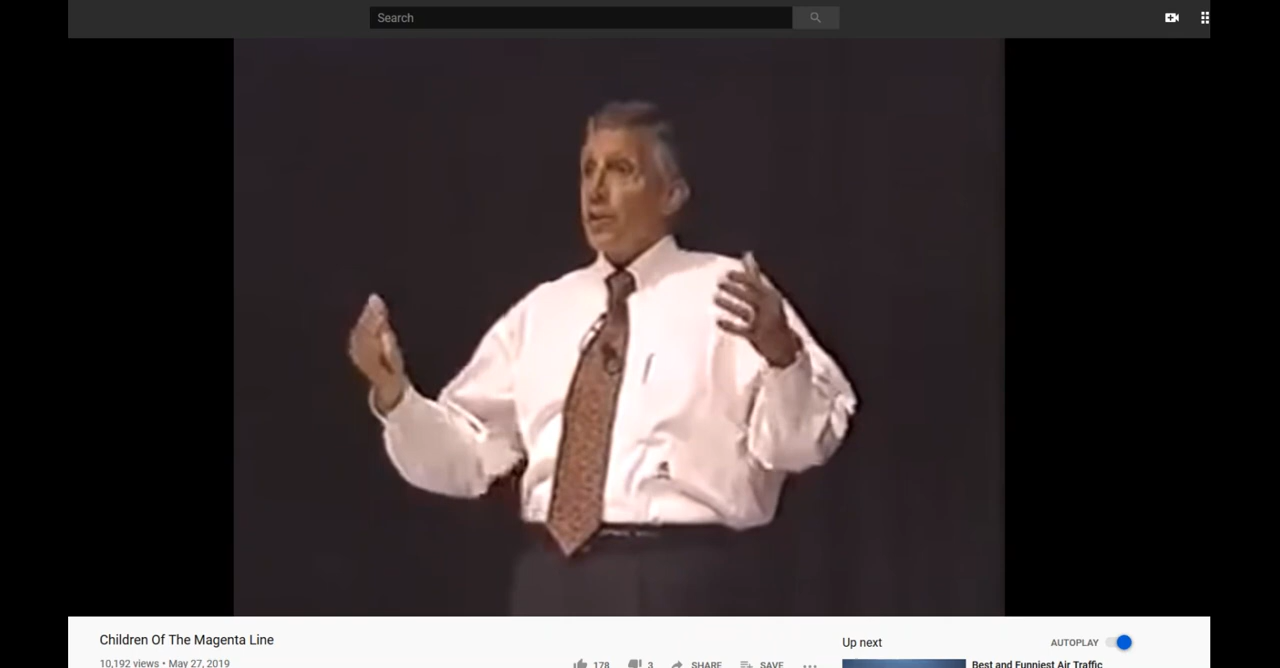 Search
Children Of The Magenta Line
10,192 views • May 27, 2019
178
3
SHARE
SAVE
Up next
AUTOPLAY
Best and Funniest Air Traffic